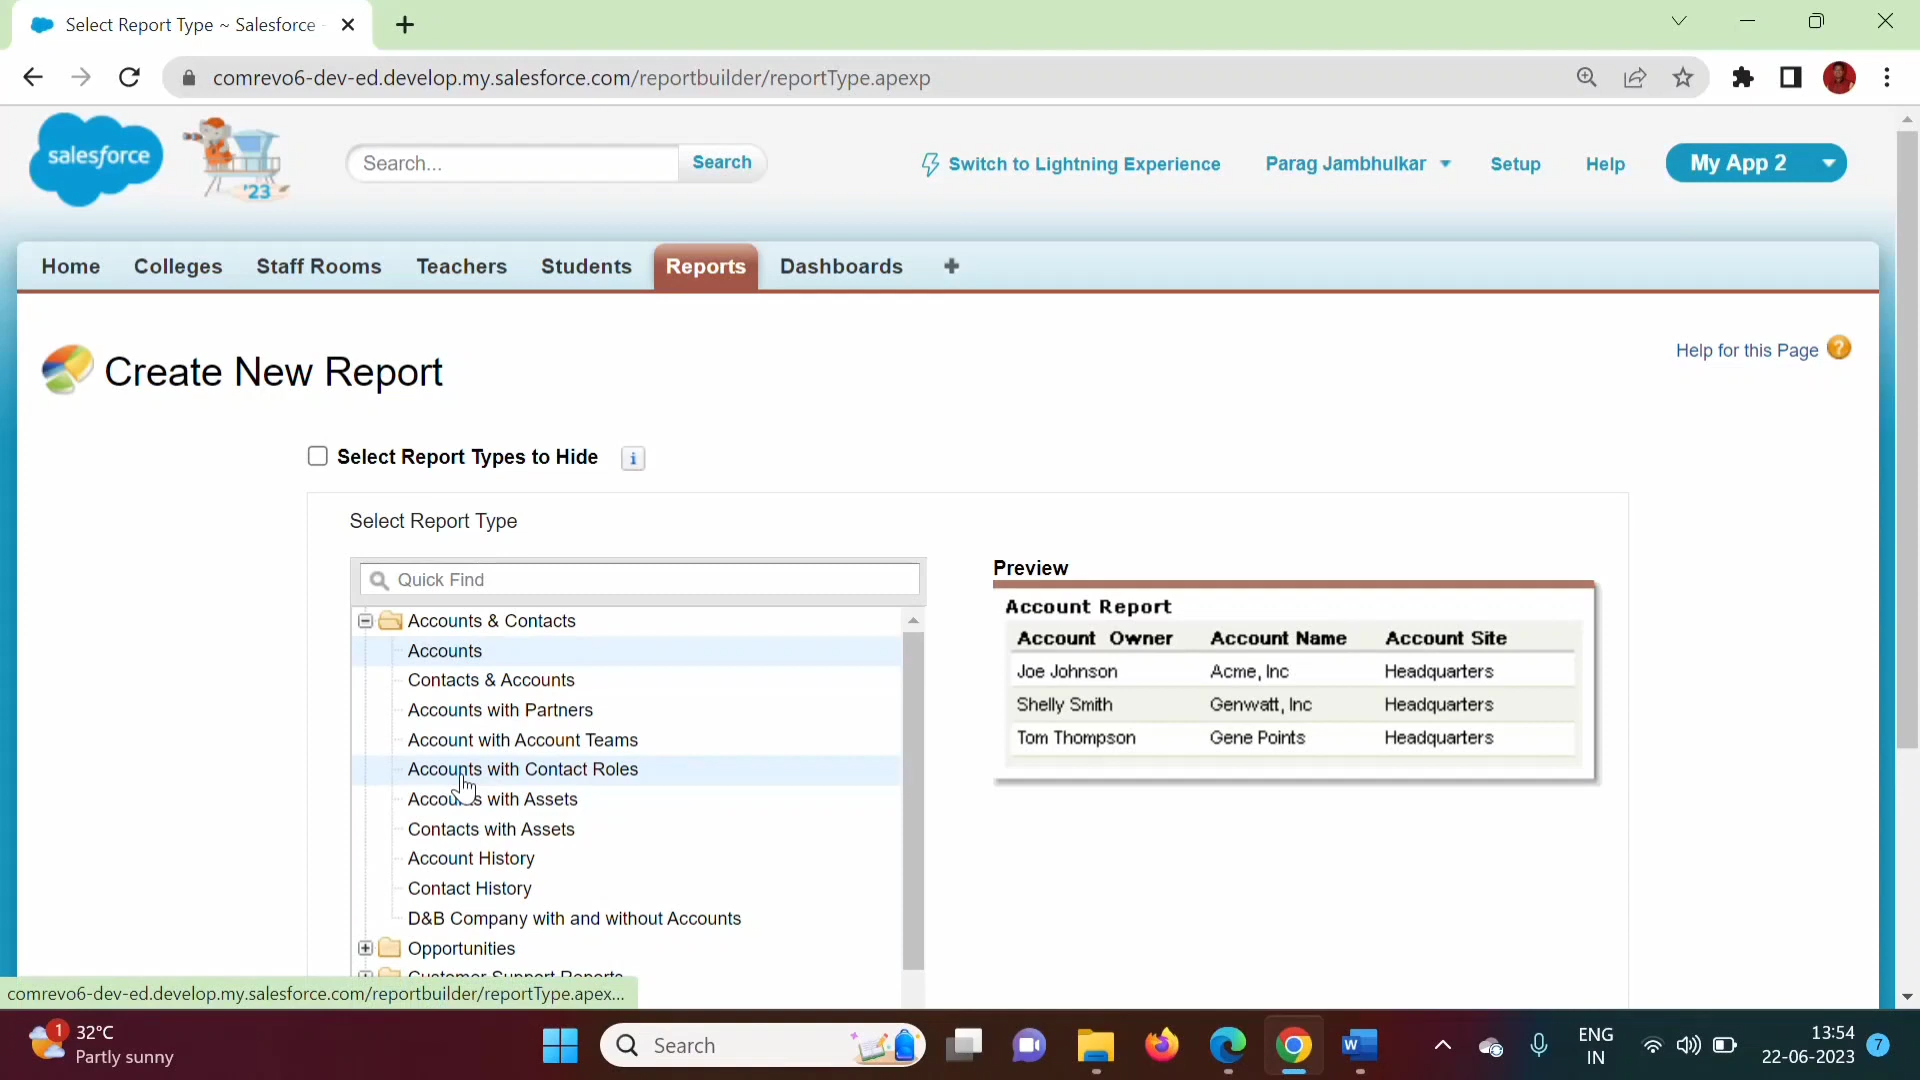 Select Report Type ~ Salesforce -
comrevo6-dev-ed.develop.my.salesforce.com/reportbuilder/reportType.apexp
salesforce
'23
Search...
Search
Switch to Lightning Experience
Parag Jambhulkar
Setup
Help
My App 2
Home
Colleges
Staff Rooms
Teachers
Students
Reports
Dashboards
Create New Report
Help for this Page
Select Report Types to Hide
Select Report Type
Quick Find
Accounts & Contacts
Accounts
Contacts & Accounts
Accounts with Partners
Account with Account Teams
Accounts with Contact Roles
Accounts with Assets
Contacts with Assets
Account History
Contact History
D&B Company with and without Accounts
Opportunities
Customer Support Reports
Preview
Account Report
Account Owner Account Name Account Site
Joe Johnson Acme, Inc Headquarters
Shelly Smith Genwatt, Inc Headquarters
Tom Thompson Gene Points Headquarters
comrevo6-dev-ed.develop.my.salesforce.com/reportbuilder/reportType.apex...
1
32°C
Partly sunny
Search
ENG
IN
13:54
22-06-2023
7